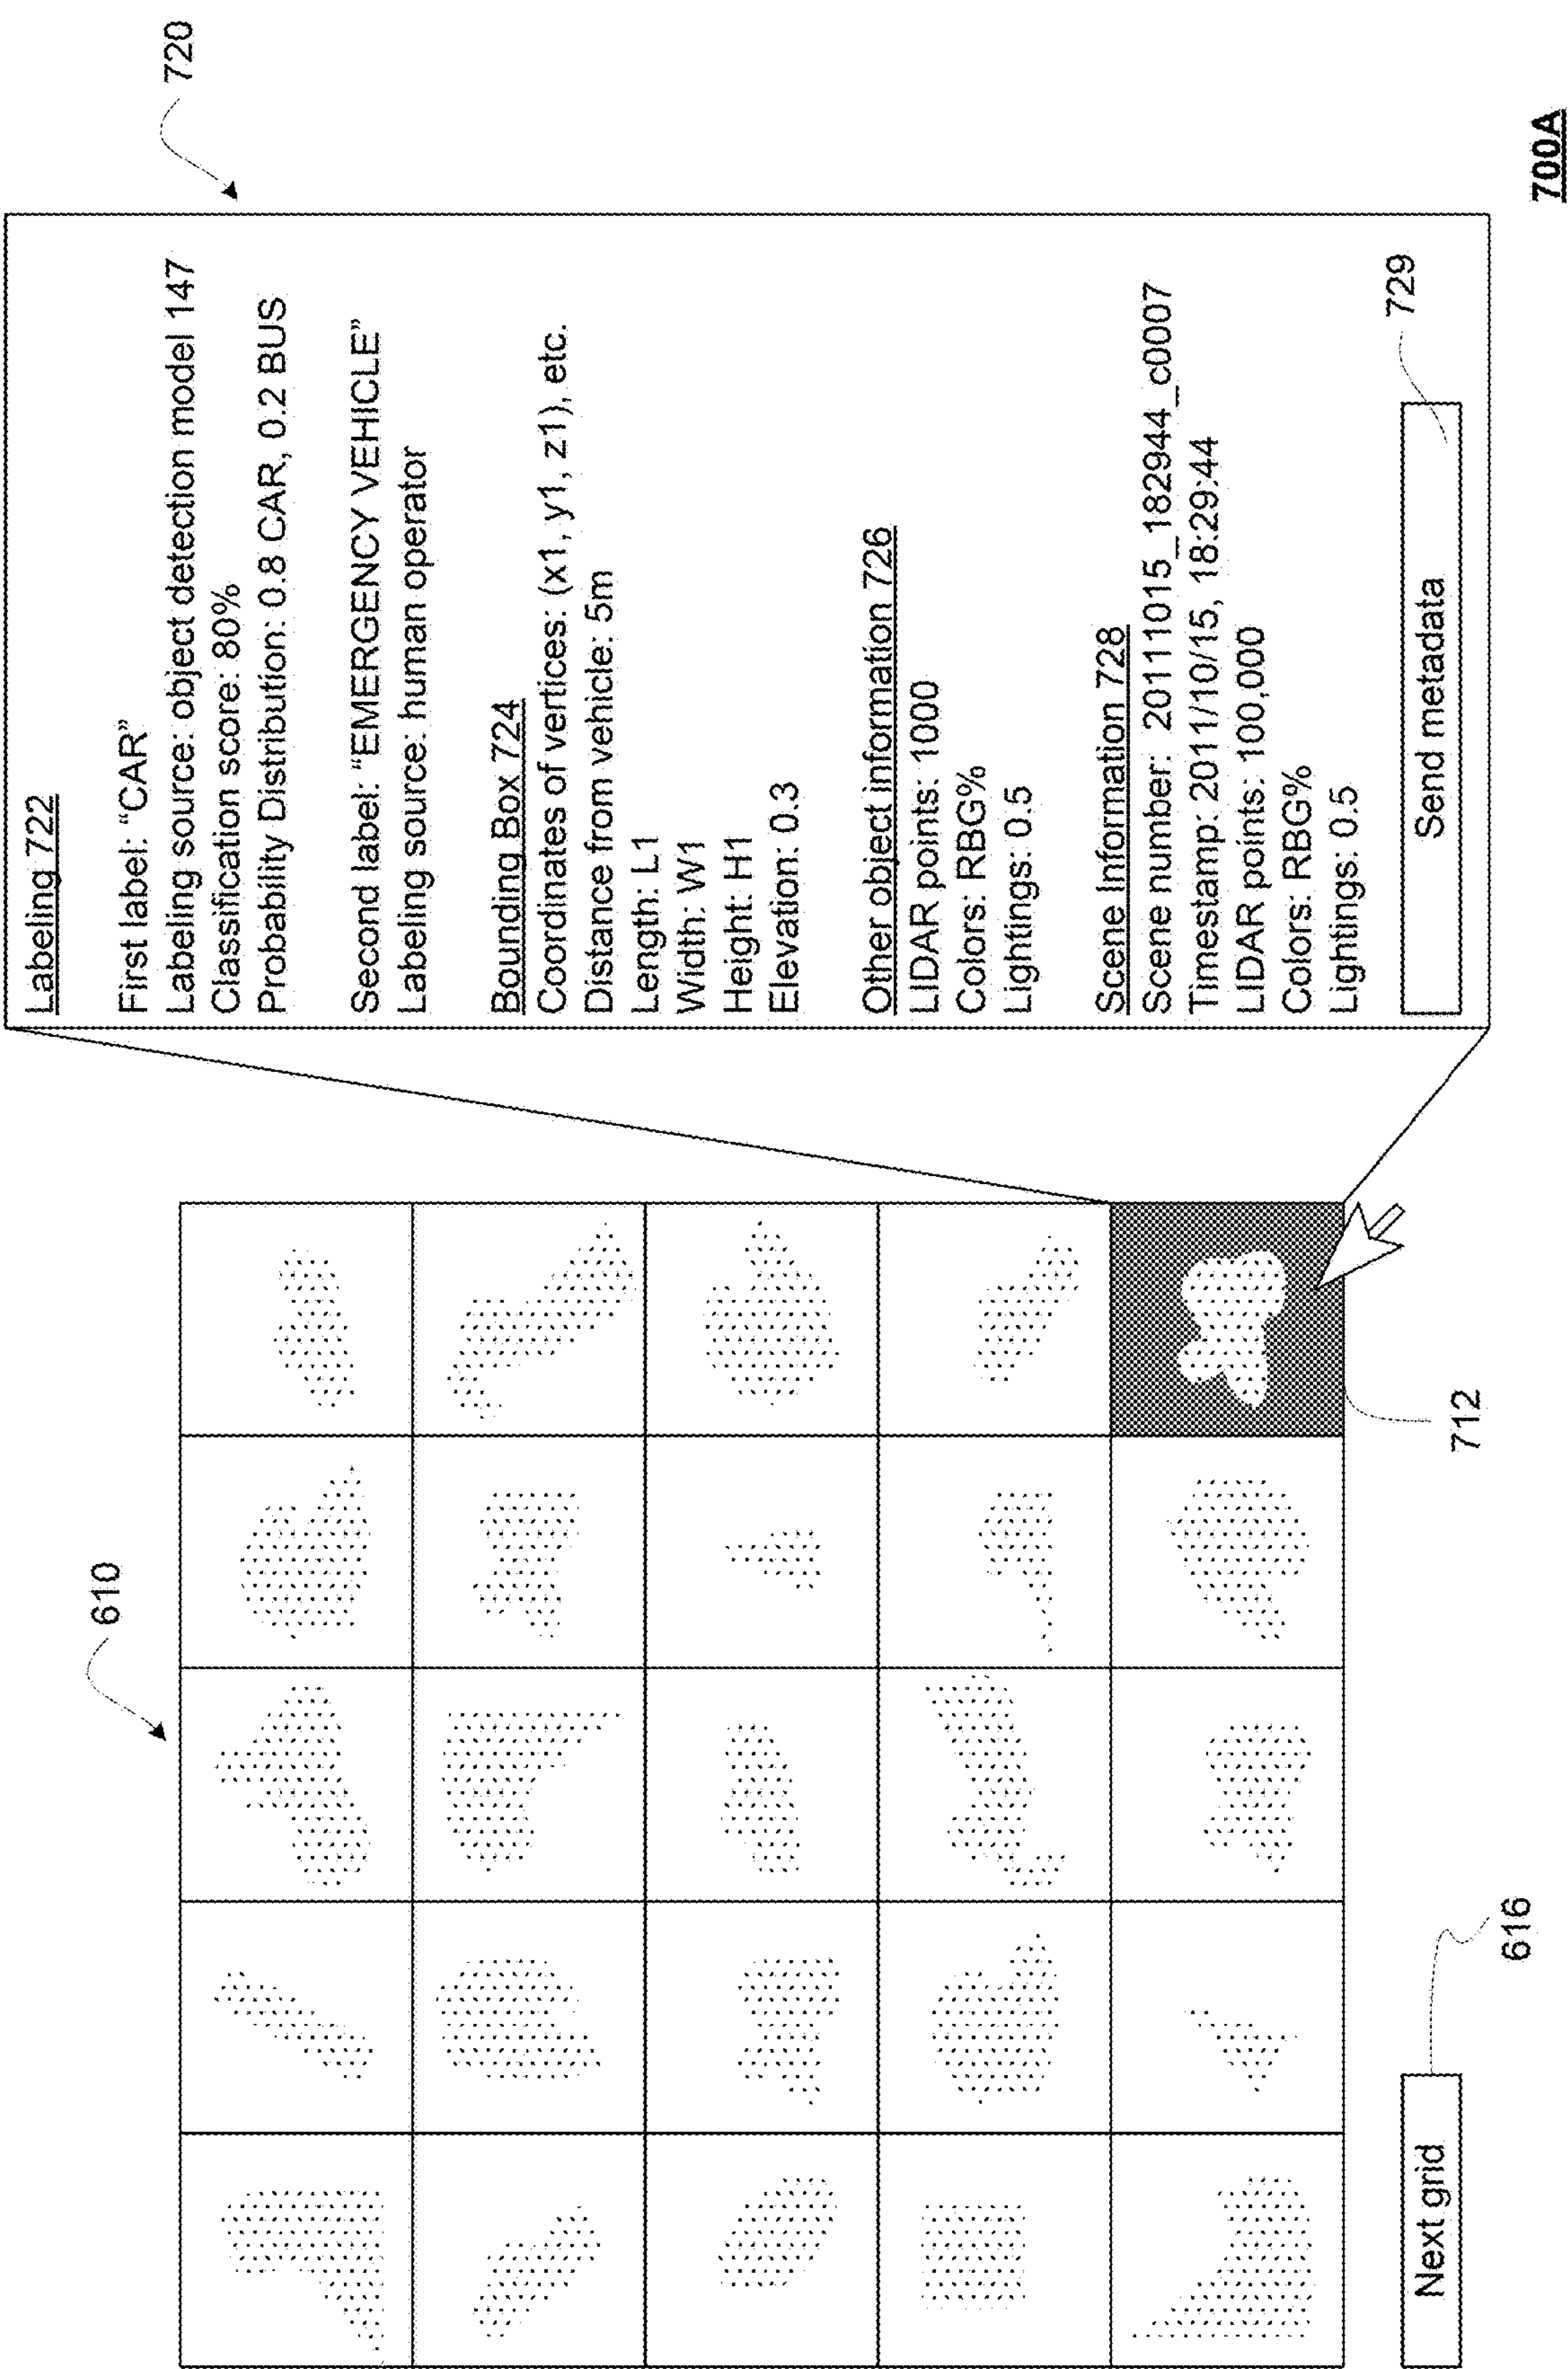 610
Next grid
616
712
720
Labeling 722
First label: “CAR”
Labeling source: object detection model 147
Classification score: 80%
Probability Distribution: 0.8 CAR, 0.2 BUS
Second label: “EMERGENCY VEHICLE”
Labeling source: human operator
Bounding Box 724
Coordinates of vertices: (x1, y1, z1), etc.
Distance from vehicle: 5m
Length: L1
Width: W1
Height: H1
Elevation: 0.3
Other object information 726
LIDAR points: 1000
Colors: RBG%
Lightings: 0.5
Scene Information 728
Scene number: 201111015_182944_c0007
Timestamp: 2011/10/15, 18:29:44
LIDAR points: 100,000
Colors: RBG%
Lightings: 0.5
Send metadata
729
700A